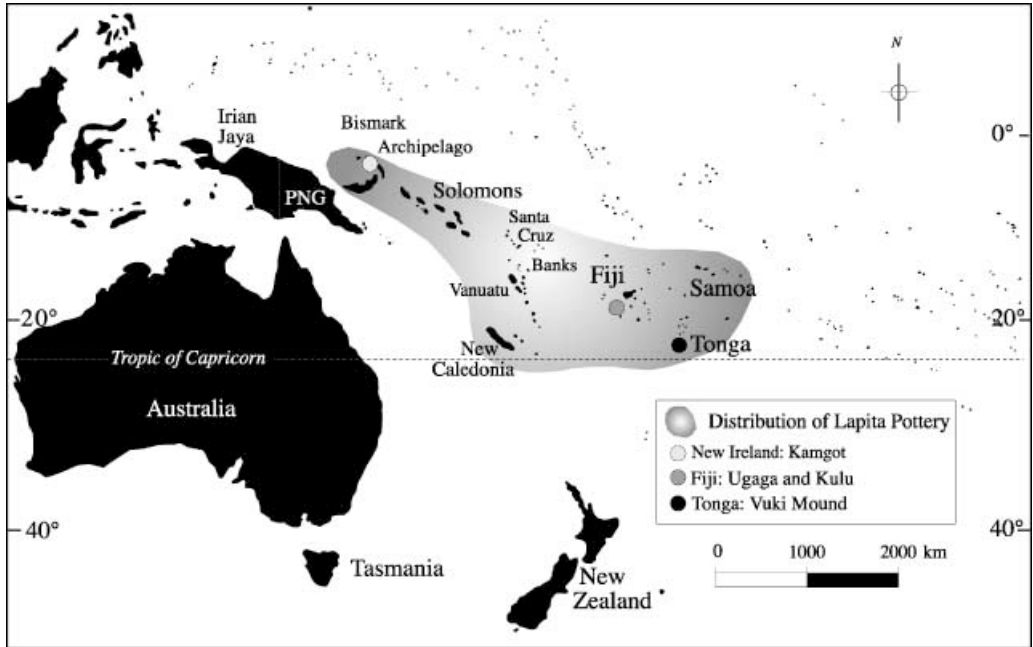 N
Irian
Jaya
Bismark
Archipelago
0°
PNG
Solomons
Santa
Cruz
Banks
Fiji
Vanuatu
Samoa
20°
20°
Tonga
New
Caledonia
Tropic of Capricorn
Australia
Distribution of Lapita Pottery
New Ireland: Kamgot
Fiji: Ugaga and Kulu
Tonga: Vuki Mound
40°
40°
0 1000 2000 km
Tasmania
New
Zealand